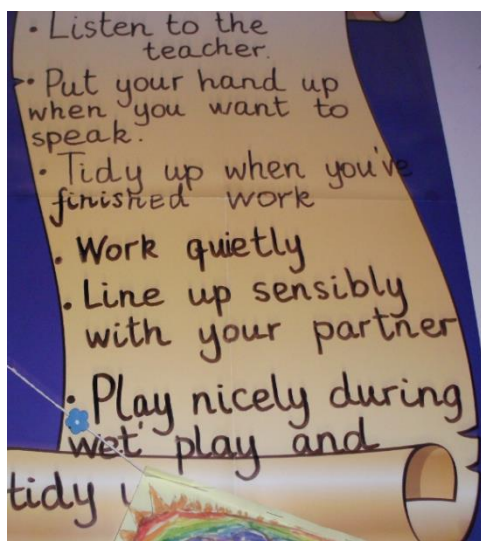 · Listen to the
teacher.
· Put your hand up
when you want to
speak.
· Tidy up when you've
finished work
· Work quietly
· Line up sensibly
with your partner
· Play nicely during
'wet' play and
tidy